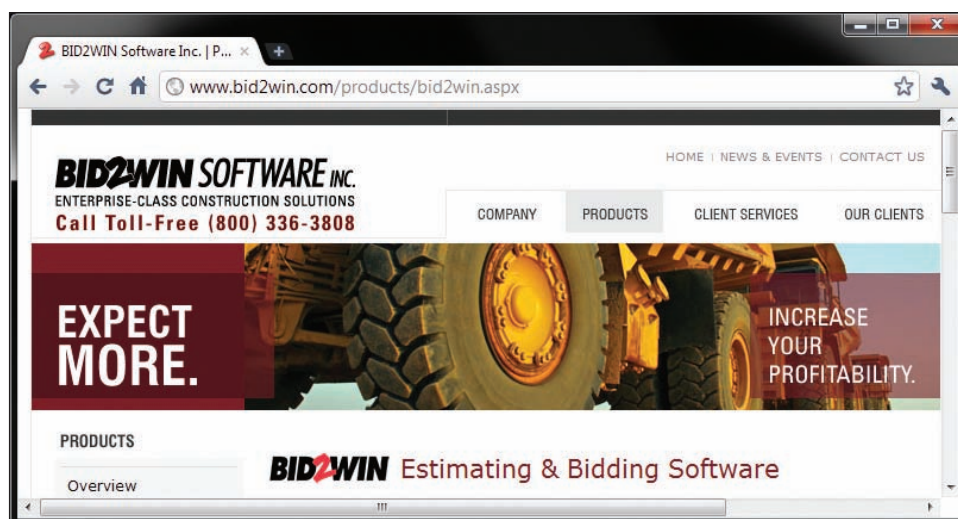 BID2WIN Software Inc. | P...
www.bid2win.com/products/bid2win.aspx
HOME | NEWS & EVENTS | CONTACT US
BID2WIN SOFTWARE INC.
ENTERPRISE-CLASS CONSTRUCTION SOLUTIONS
Call Toll-Free (800) 336-3808
COMPANY PRODUCTS CLIENT SERVICES OUR CLIENTS
EXPECT
MORE.
INCREASE
YOUR
PROFITABILITY.
PRODUCTS
BID2WIN Estimating & Bidding Software
Overview